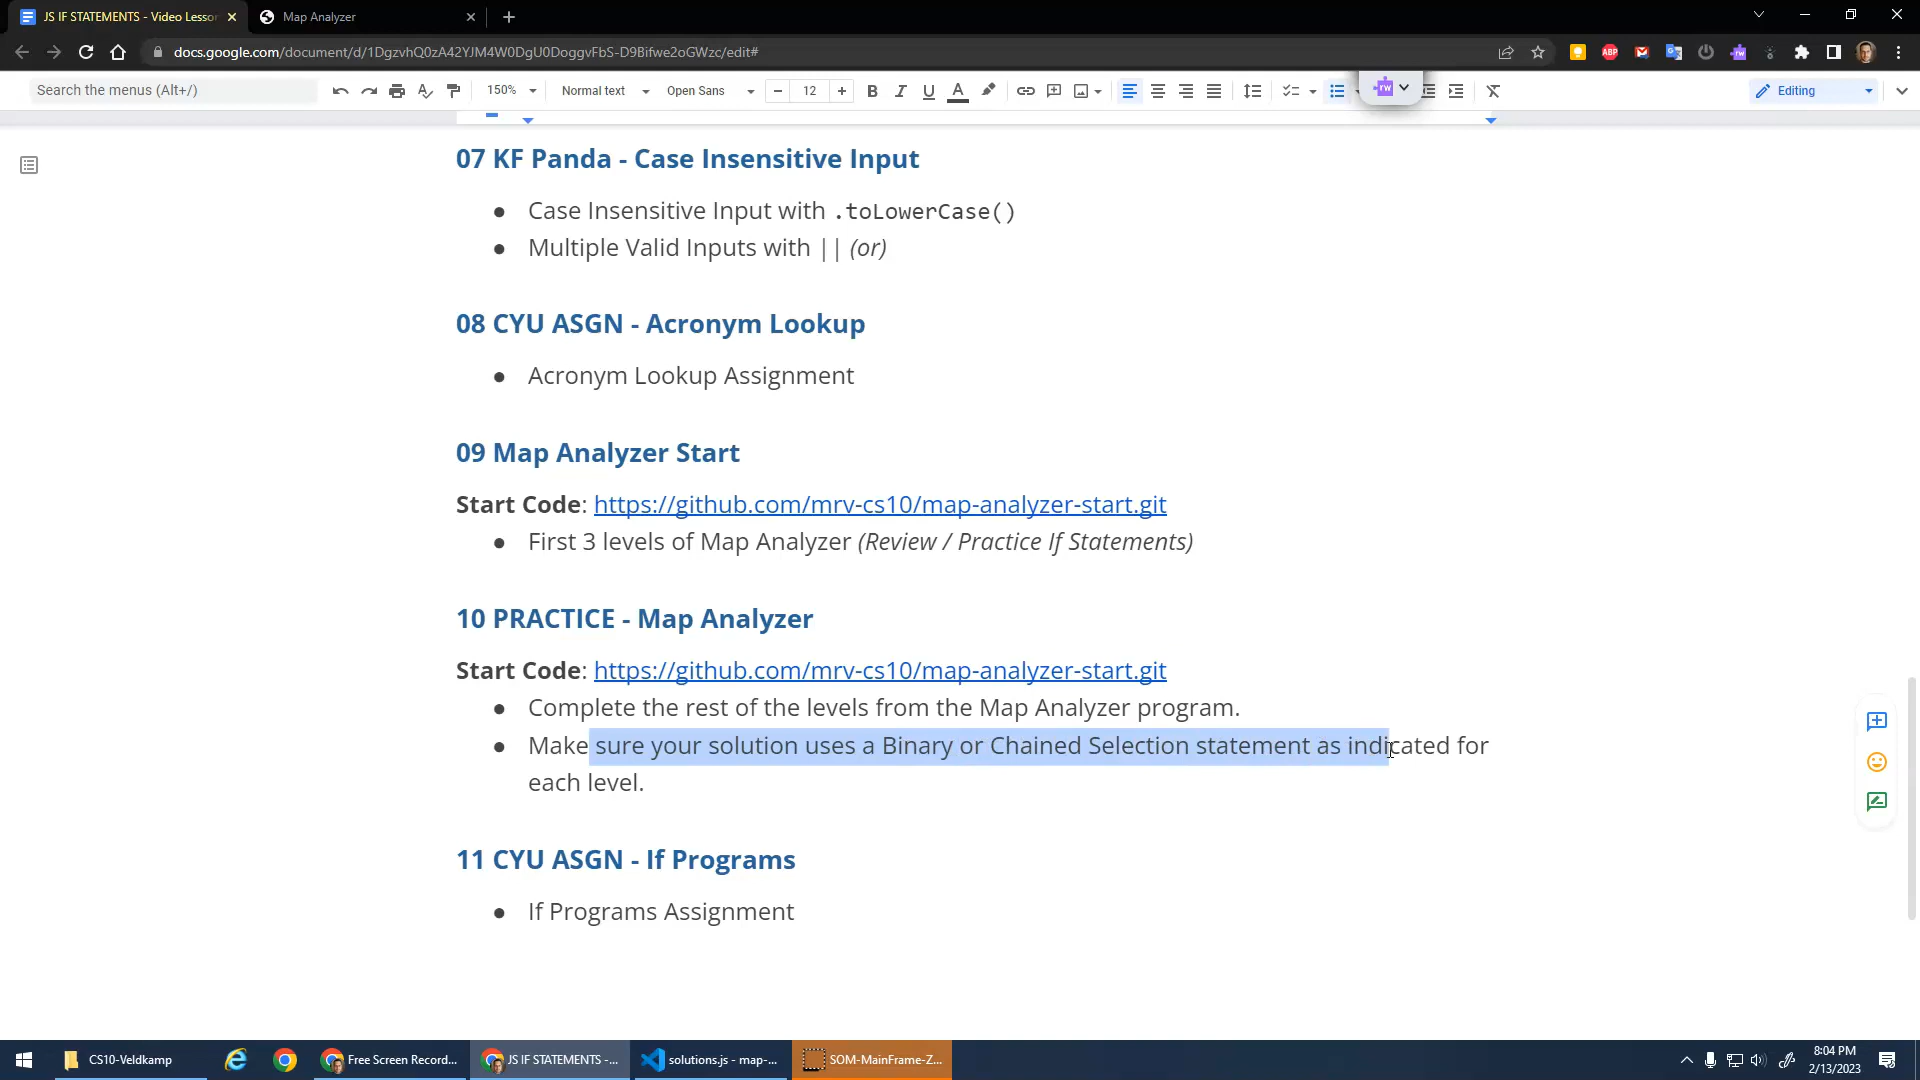 JS IF STATEMENTS - Video Lesso
Map Analyzer
docs.google.com/document/d/1DgzvhQ0zA42YJM4W0DgU0DoggvFbS-D9Bifwe2oGWzc/edit#
Search the menus (Alt+/)
150%
Normal text
Open Sans
12
Editing
07 KF Panda - Case Insensitive Input
● Case Insensitive Input with .toLowerCase()
● Multiple Valid Inputs with || (or)
08 CYU ASGN - Acronym Lookup
● Acronym Lookup Assignment
09 Map Analyzer Start
Start Code: https://github.com/mrv-cs10/map-analyzer-start.git
● First 3 levels of Map Analyzer (Review / Practice If Statements)
10 PRACTICE - Map Analyzer
Start Code: https://github.com/mrv-cs10/map-analyzer-start.git
● Complete the rest of the levels from the Map Analyzer program.
● Make sure your solution uses a Binary or Chained Selection statement as indicated for
each level.
11 CYU ASGN - If Programs
● If Programs Assignment
CS10-Veldkamp
Free Screen Record...
JS IF STATEMENTS -...
solutions.js - map-...
SOM-MainFrame-Z...
8:04 PM
2/13/2023